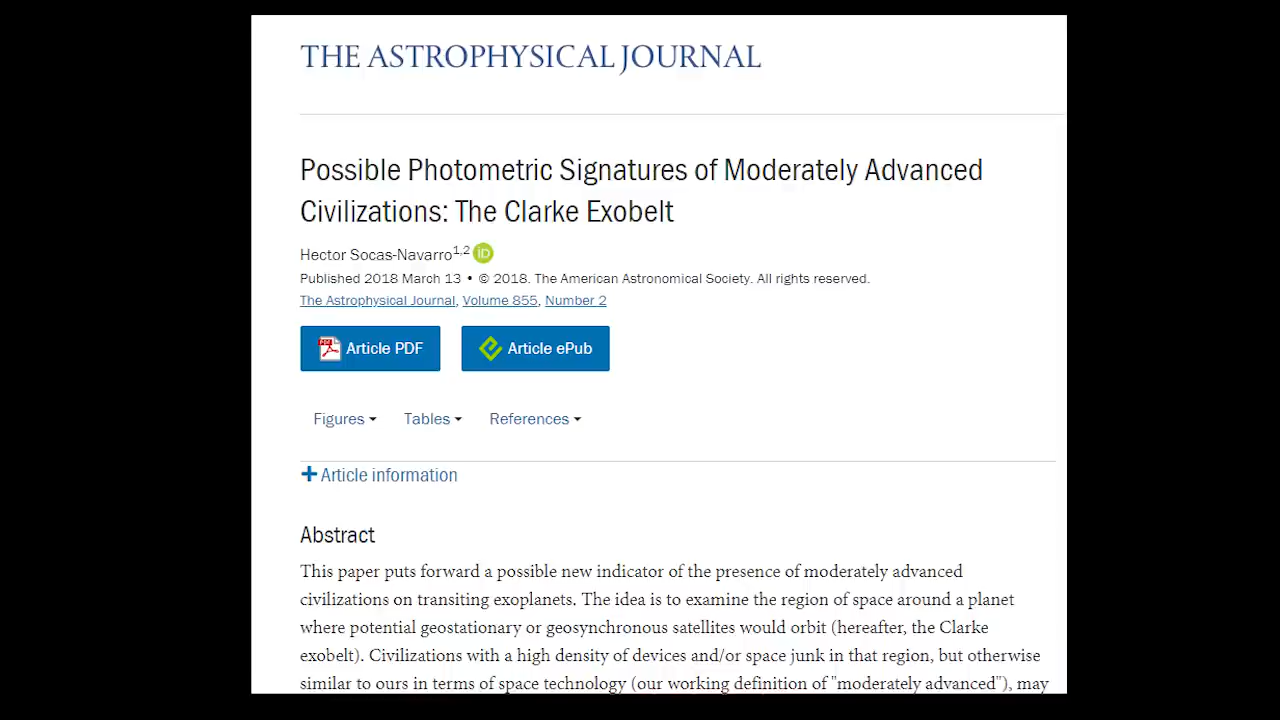 THE ASTROPHYSICAL JOURNAL
Possible Photometric Signatures of Moderately Advanced
Civilizations: The Clarke Exobelt
Hector Socas-Navarro1,2 iD
Published 2018 March 13 • © 2018. The American Astronomical Society. All rights reserved.
The Astrophysical Journal, Volume 855, Number 2
PDF Article PDF
Article ePub
Figures
Tables
References
+ Article information
Abstract
This paper puts forward a possible new indicator of the presence of moderately advanced
civilizations on transiting exoplanets. The idea is to examine the region of space around a planet
where potential geostationary or geosynchronous satellites would orbit (hereafter, the Clarke
exobelt). Civilizations with a high density of devices and/or space junk in that region, but otherwise
similar to ours in terms of space technology (our working definition of "moderately advanced"), may